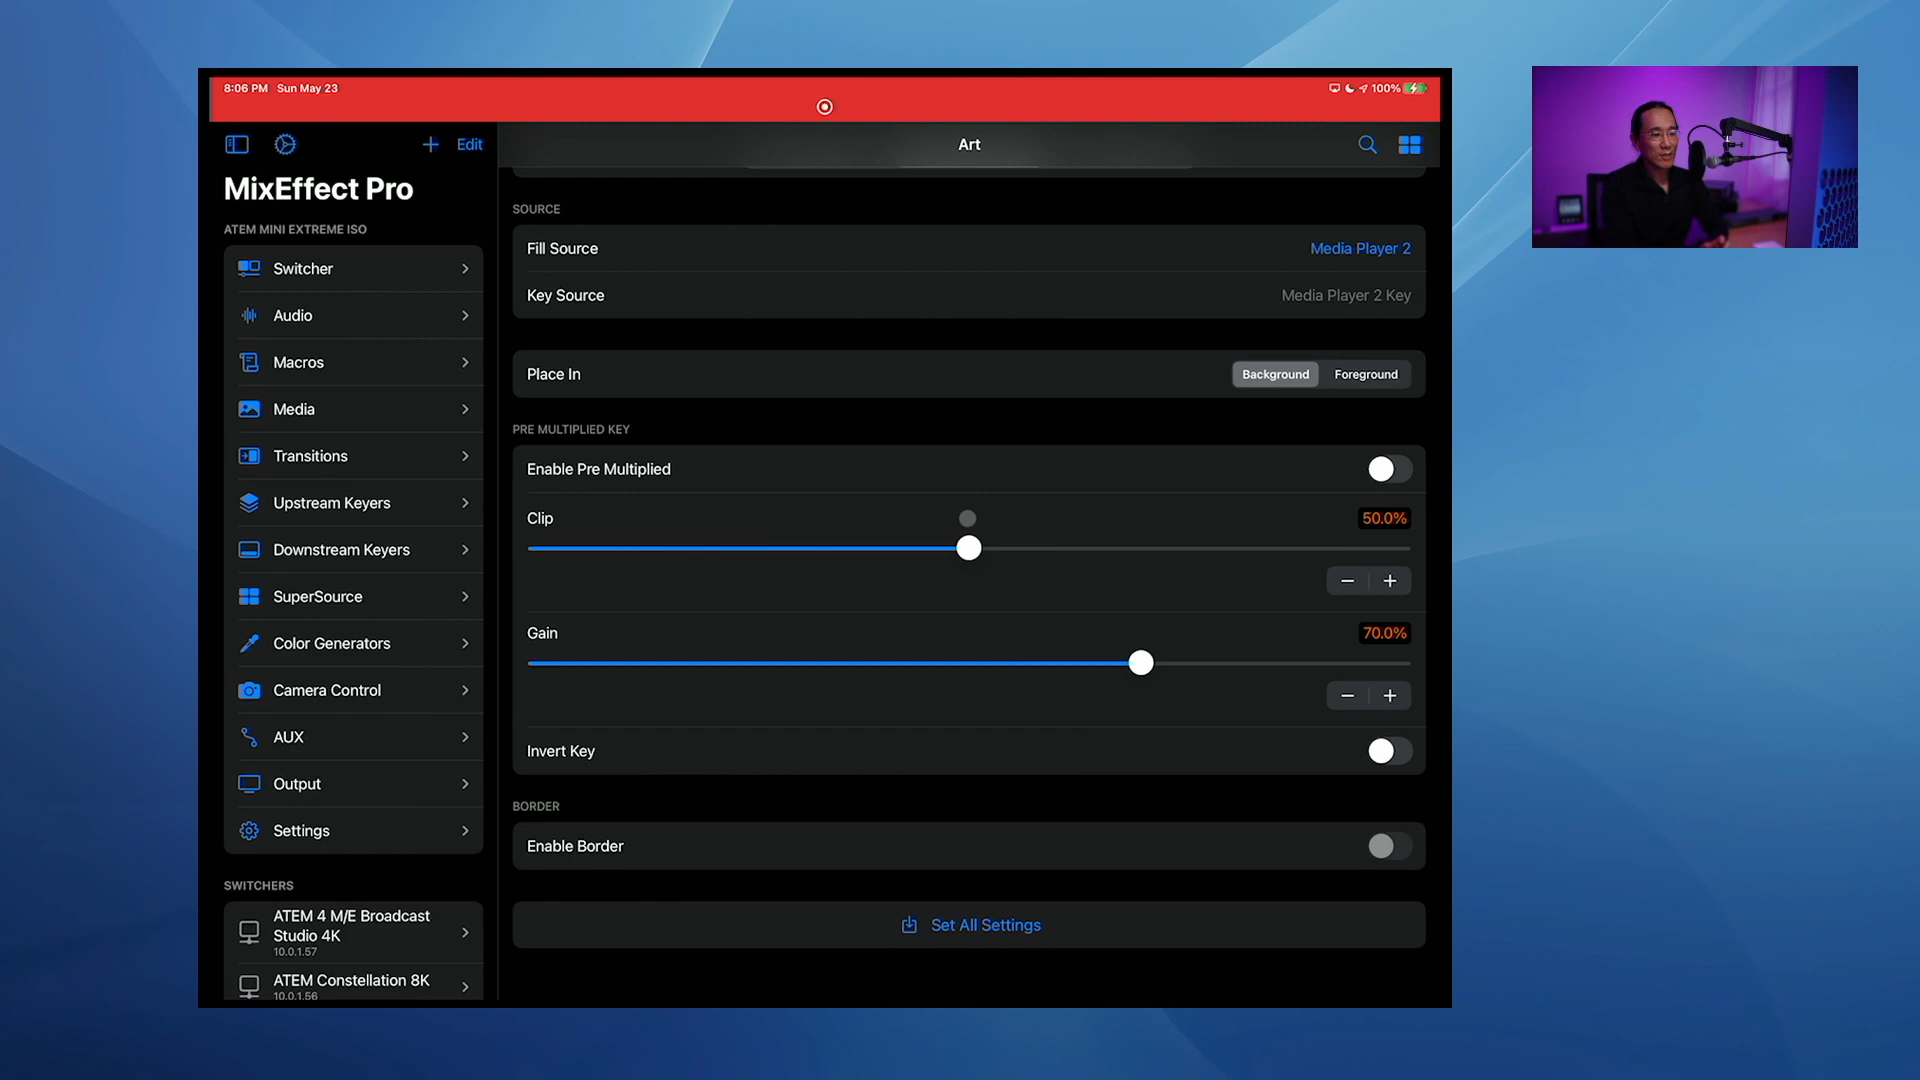 8:06 PM Sun May 23
100%
Edit
Art
MixEffect Pro
ATEM MINI EXTREME ISO
Switcher
Audio
Macros
Media
Transitions
Upstream Keyers
Downstream Keyers
SuperSource
Color Generators
Camera Control
AUX
Output
Settings
SWITCHERS
ATEM 4 M/E Broadcast
Studio 4K
10.0.1.57
ATEM Constellation 8K
10.0.1.56
SOURCE
Fill Source Media Player 2
Key Source Media Player 2 Key
Place In Background Foreground
PRE MULTIPLIED KEY
Enable Pre Multiplied
Clip 50.0%
Gain 70.0%
Invert Key
BORDER
Enable Border
Set All Settings